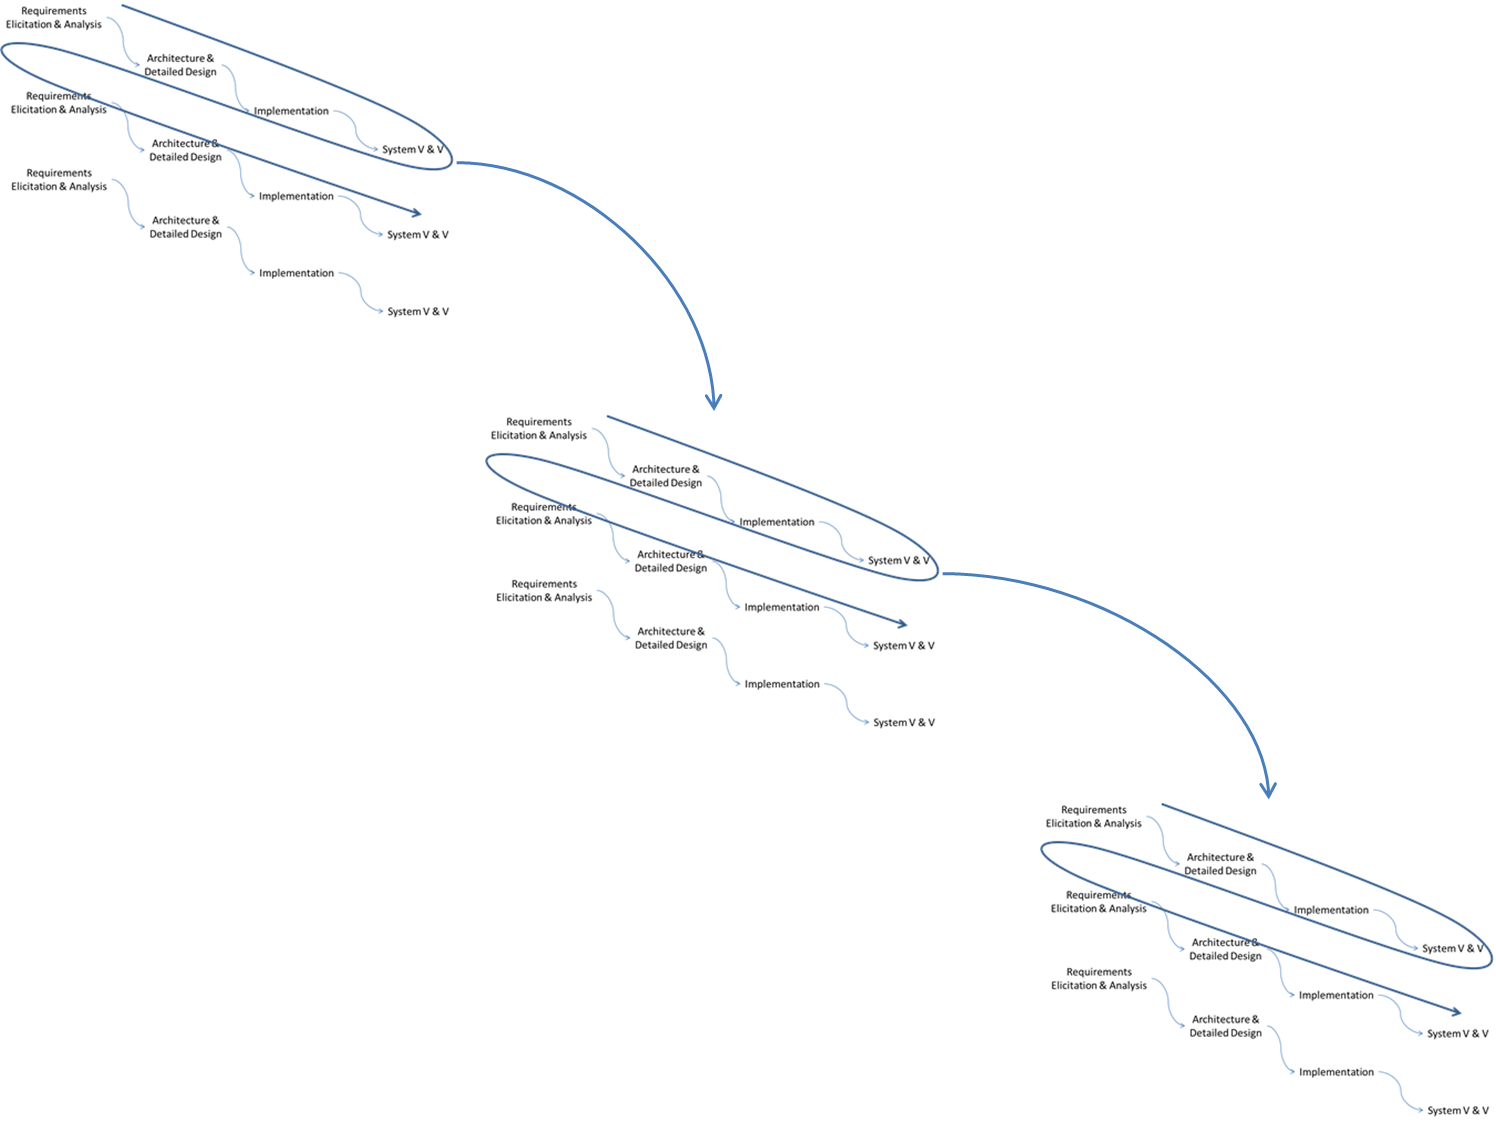 Requirements
Elicitation & Analysis
Architecture &
Detailed Design
Implementation
System V & V
Requirements
Elicitation & Analysis
Architecture &
Detailed Design
Implementation
System V & V
Requirements
Elicitation & Analysis
Architecture &
Detailed Design
Implementation
System V & V
Requirements
Elicitation & Analysis
Architecture &
Detailed Design
Implementation
System V & V
Requirements
Elicitation & Analysis
Architecture &
Detailed Design
Implementation
System V & V
Requirements
Elicitation & Analysis
Architecture &
Detailed Design
Implementation
System V & V
Requirements
Elicitation & Analysis
Architecture &
Detailed Design
Implementation
System V & V
Requirements
Elicitation & Analysis
Architecture &
Detailed Design
Implementation
System V & V
Requirements
Elicitation & Analysis
Architecture &
Detailed Design
Implementation
System V & V